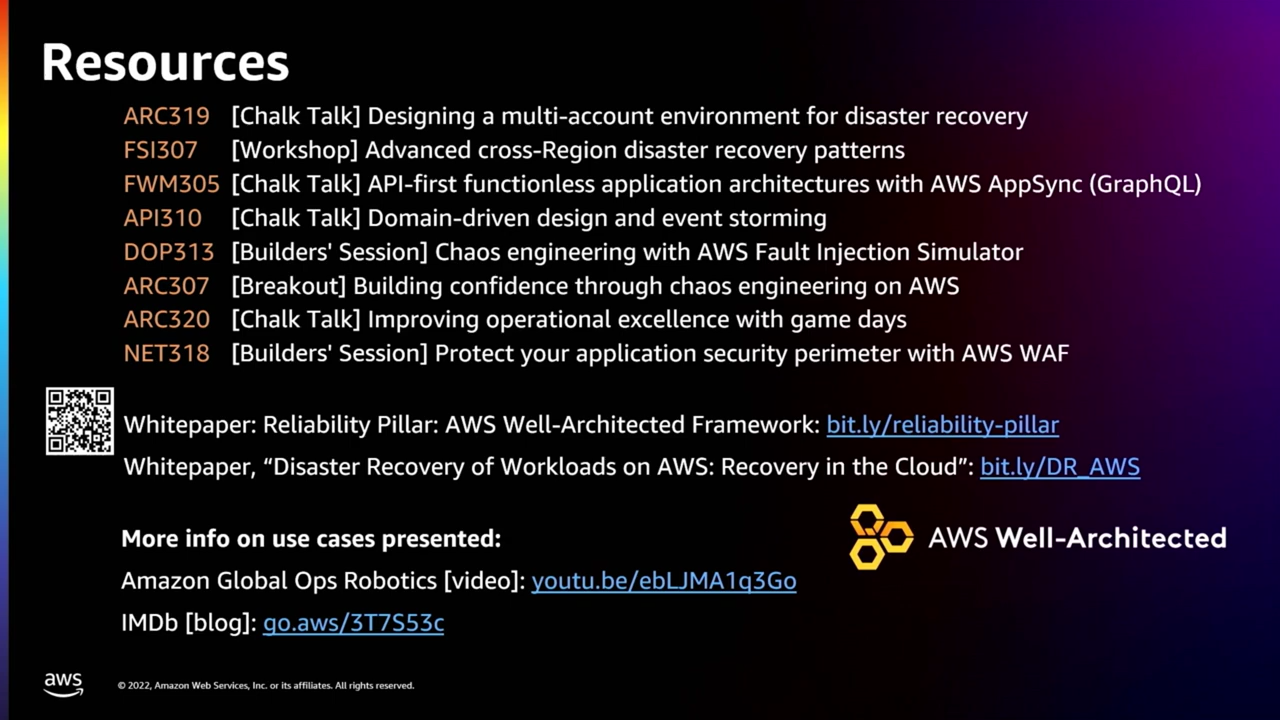 Resources
ARC319 [Chalk Talk] Designing a multi-account environment for disaster recovery
FSI307 [Workshop] Advanced cross-Region disaster recovery patterns
FWM305 [Chalk Talk] API-first functionless application architectures with AWS AppSync (GraphQL)
API310 [Chalk Talk] Domain-driven design and event storming
DOP313 [Builders' Session] Chaos engineering with AWS Fault Injection Simulator
ARC307 [Breakout] Building confidence through chaos engineering on AWS
ARC320 [Chalk Talk] Improving operational excellence with game days
NET318 [Builders' Session] Protect your application security perimeter with AWS WAF
Whitepaper: Reliability Pillar: AWS Well-Architected Framework: bit.ly/reliability-pillar
Whitepaper, “Disaster Recovery of Workloads on AWS: Recovery in the Cloud”: bit.ly/DR_AWS
AWS Well-Architected
More info on use cases presented:
Amazon Global Ops Robotics [video]: youtu.be/ebLJMA1q3Go
IMDb [blog]: go.aws/3T7S53c
aws
© 2022, Amazon Web Services, Inc. or its affiliates. All rights reserved.